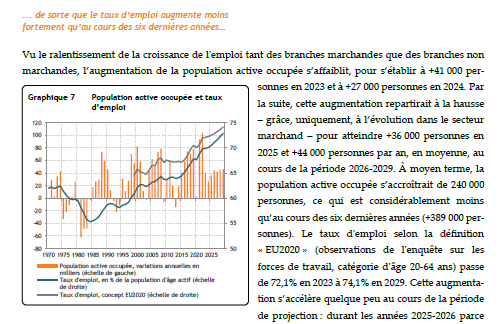 … de sorte que le taux d'emploi augmente moins
fortement qu'au cours des six dernières années…
Vu le ralentissement de la croissance de l'emploi tant des branches marchandes que des branches non
marchandes, l'augmentation de la population active occupée s'affaiblit, pour s'établir à +41 000 per-
sonnes en 2023 et à +27 000 personnes en 2024. Par
la suite, cette augmentation repartirait à la hausse
– grâce, uniquement, à l'évolution dans le secteur
marchand – pour atteindre +36 000 personnes en
2025 et +44 000 personnes par an, en moyenne, au
cours de la période 2026-2029. À moyen terme, la
population active occupée s'accroîtrait de 240 000
personnes, ce qui est considérablement moins
qu'au cours des six dernières années (+389 000 per-
sonnes). Le taux d'emploi selon la définition
« EU2020 » (observations de l'enquête sur les
forces de travail, catégorie d'âge 20-64 ans) passe
de 72,1% en 2023 à 74,1% en 2029. Cette augmenta-
tion s'accélère quelque peu au cours de la période
de projection : durant les années 2025-2026 parce
Graphique 7 Population active occupée et taux
d'emploi
120
100
80
60
40
20
0
-20
-40
-60
-80
75
70
65
60
55
50
1970 1975 1980 1985 1990 1995 2000 2005 2010 2015 2020 2025
Population active occupée, variations annuelles en
milliers (échelle de gauche)
Taux d'emploi, en % de la population d'âge actif (échelle
de droite)
Taux d'emploi, concept EU2020 (échelle de droite)